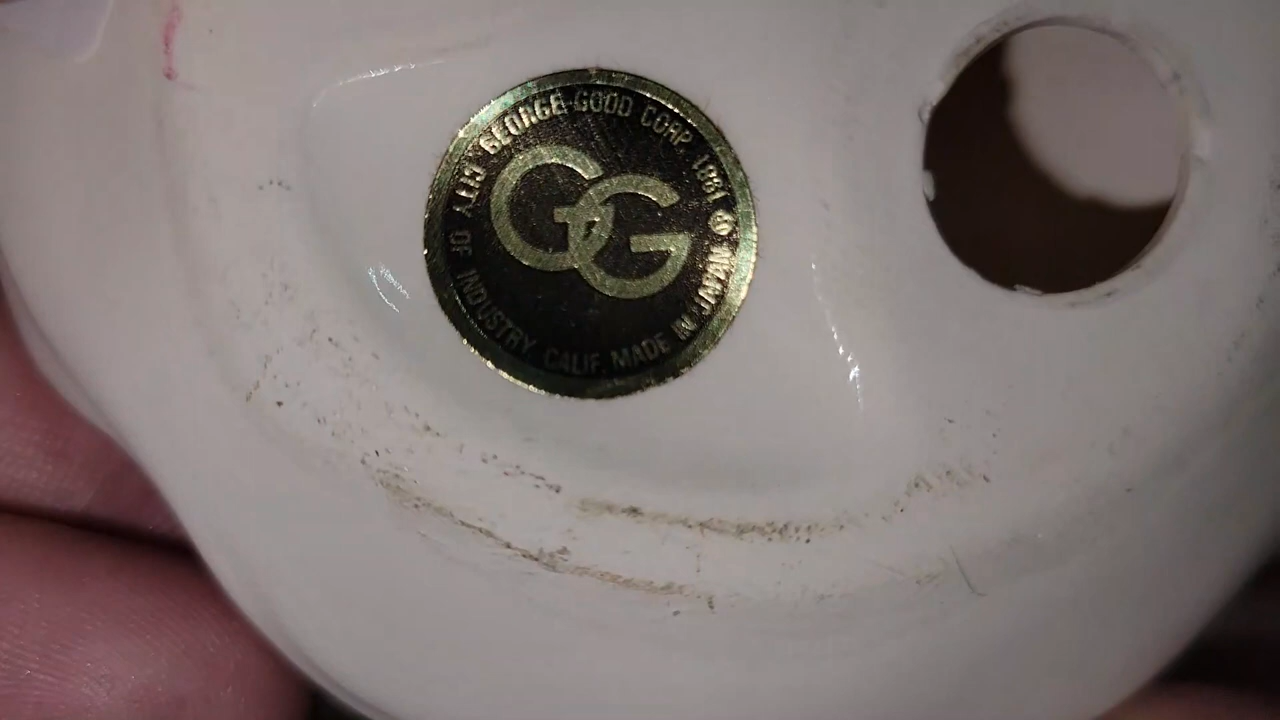 GEORGE GOOD CORP. 1981 ©
GG
CITY OF INDUSTRY, CALIF. MADE IN JAPAN